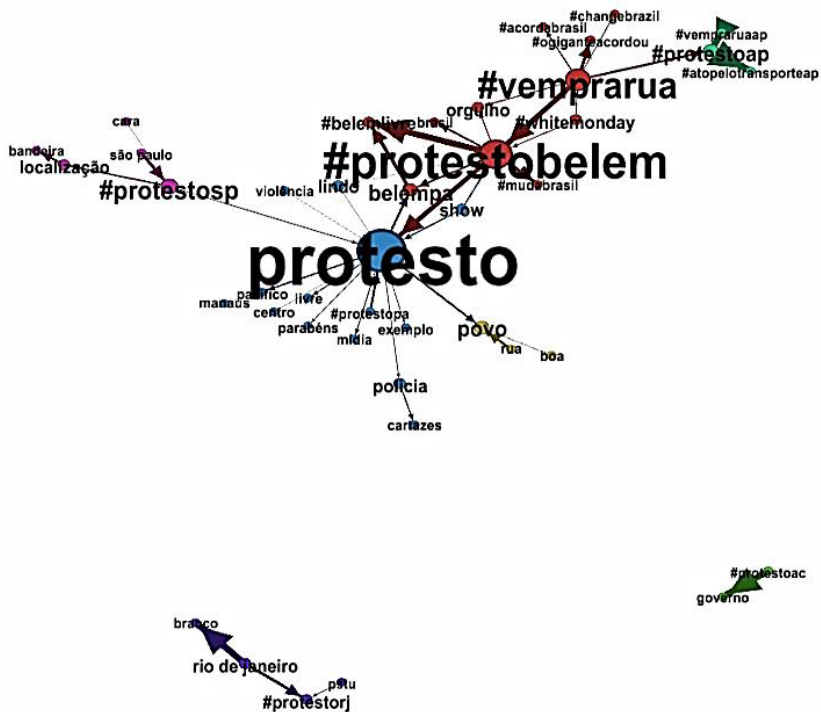 #changebrazil
#acordabrasil
#vempraruaap
#ogiganteacordou
#protestoap
#atopelotransporteap
#vemprarua
orgulho
#belemlivre
brasil
#whitemonday
cara
bandeira
são paulo
localização
#protestobelem
#protestosp
violência
lindo
belempa
#mudabrasil
show
protesto
manaus
pacífico
livre
centro
#protestopa
parabéns
exemplo
mídia
povo
rua
boa
polícia
cartazes
#protestoac
governo
branco
rio de janeiro
pstu
#protestorj